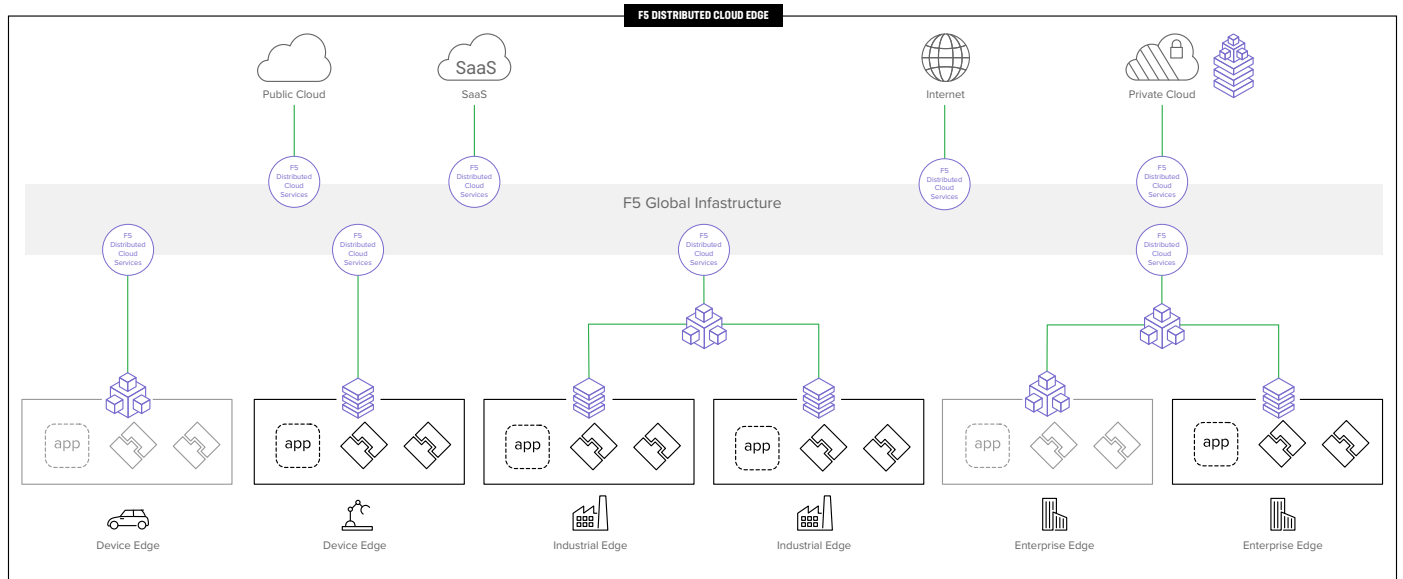 F5 DISTRIBUTED CLOUD EDGE
SaaS
Public Cloud
SaaS
Internet
Private Cloud
F5
Distributed
Cloud
Services
F5
Distributed
Cloud
Services
F5
Distributed
Cloud
Services
F5
Distributed
Cloud
Services
F5 Global Infastructure
F5
Distributed
Cloud
Services
F5
Distributed
Cloud
Services
F5
Distributed
Cloud
Services
F5
Distributed
Cloud
Services
app
app
app
app
app
app
Device Edge
Device Edge
Industrial Edge
Industrial Edge
Enterprise Edge
Enterprise Edge